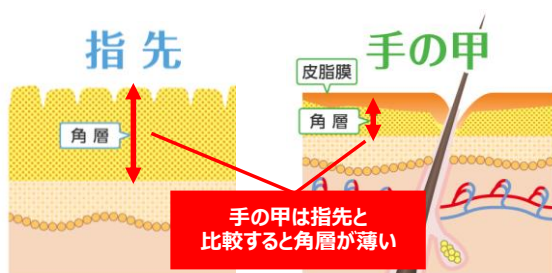 指先
手の甲
皮脂膜
角層
角層
手の甲は指先と
比較すると角層が薄い